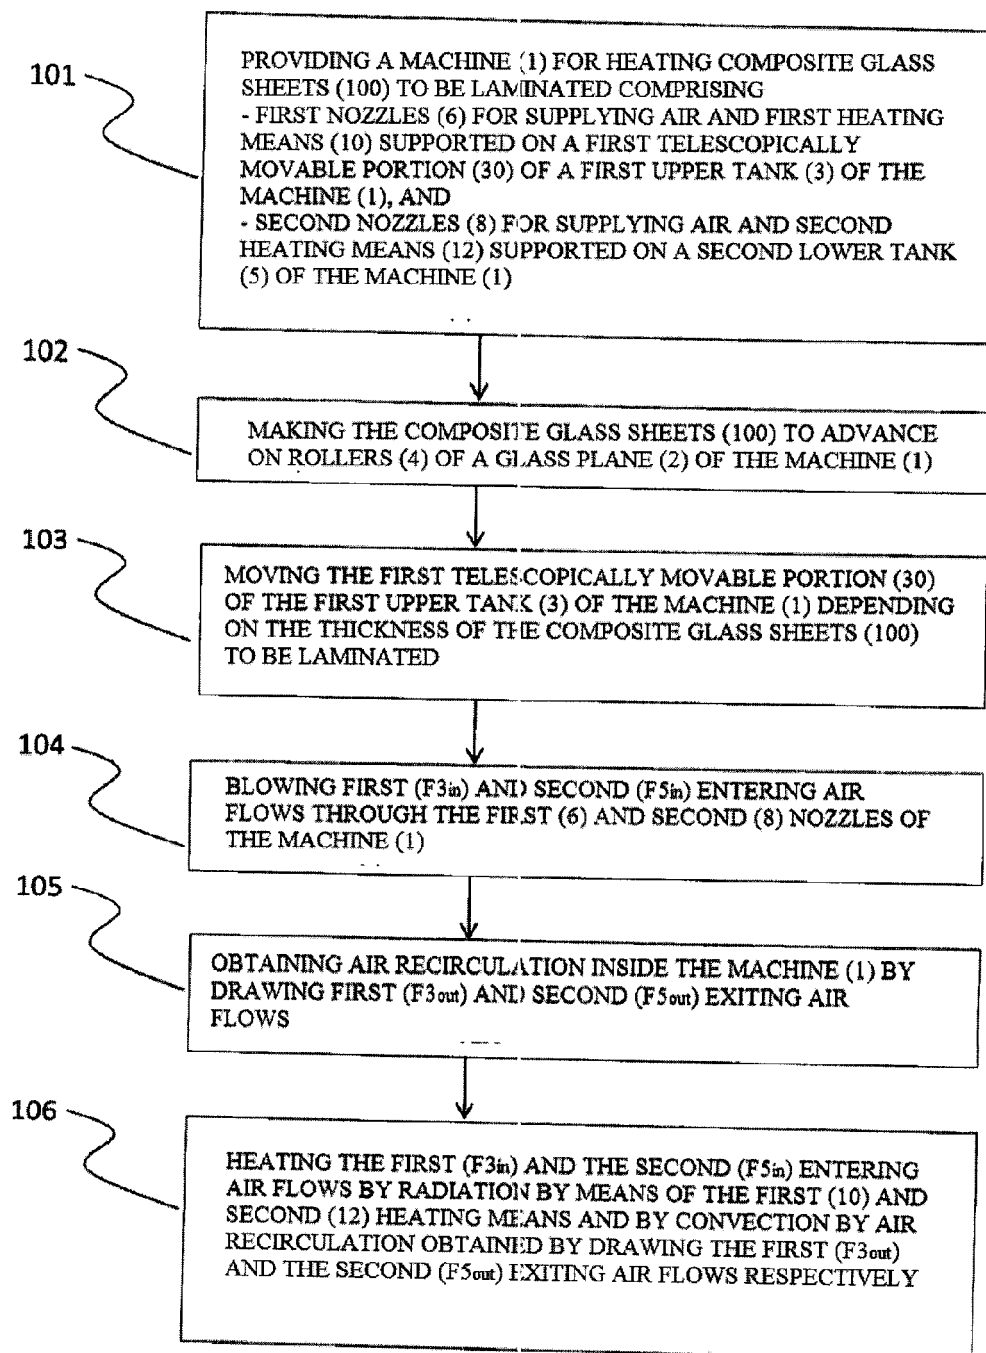 101
PROVIDING A MACHINE (1) FOR HEATING COMPOSITE GLASS
SHEETS (100) TO BE LAMINATED COMPRISING
- FIRST NOZZLES (6) FOR SUPPLYING AIR AND FIRST HEATING
MEANS (10) SUPPORTED ON A FIRST TELESCOPICALLY
MOVABLE PORTION (30) OF A FIRST UPPER TANK (3) OF THE
MACHINE (1), AND
- SECOND NOZZLES (8) FOR SUPPLYING AIR AND SECOND
HEATING MEANS (12) SUPPORTED ON A SECOND LOWER TANK
(5) OF THE MACHINE (1)
102
MAKING THE COMPOSITE GLASS SHEETS (100) TO ADVANCE
ON ROLLERS (4) OF A GLASS PLANE (2) OF THE MACHINE (1)
103
MOVING THE FIRST TELESCOPICALLY MOVABLE PORTION (30)
OF THE FIRST UPPER TANK (3) OF THE MACHINE (1) DEPENDING
ON THE THICKNESS OF THE COMPOSITE GLASS SHEETS (100)
TO BE LAMINATED
104
BLOWING FIRST (F3in) AND SECOND (F5in) ENTERING AIR
FLOWS THROUGH THE FIRST (6) AND SECOND (8) NOZZLES OF
THE MACHINE (1)
105
OBTAINING AIR RECIRCULATION INSIDE THE MACHINE (1) BY
DRAWING FIRST (F3out) AND SECOND (F5out) EXITING AIR
FLOWS
106
HEATING THE FIRST (F3in) AND THE SECOND (F5in) ENTERING
AIR FLOWS BY RADIATION BY MEANS OF THE FIRST (10) AND
SECOND (12) HEATING MEANS AND BY CONVECTION BY AIR
RECIRCULATION OBTAINED BY DRAWING THE FIRST (F3out)
AND THE SECOND (F5out) EXITING AIR FLOWS RESPECTIVELY